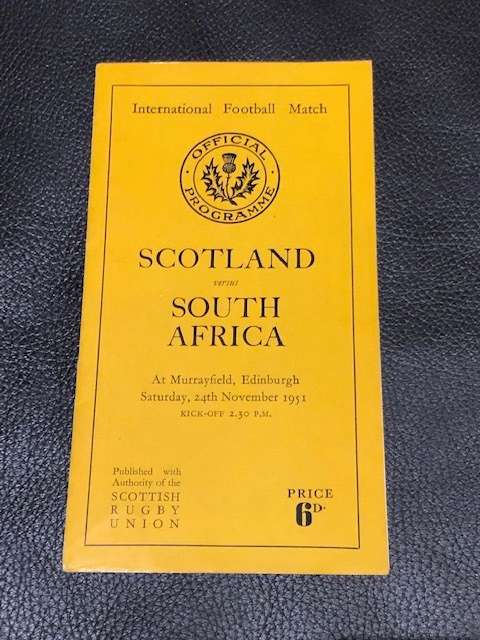 International Football Match
· OFFICIAL ·
PROGRAMME
SCOTLAND
versus
SOUTH
AFRICA
At Murrayfield, Edinburgh
Saturday, 24th November 1951
KICK-OFF 2.30 P.M.
Published with
Authority of the
SCOTTISH
RUGBY
UNION
PRICE
6D.